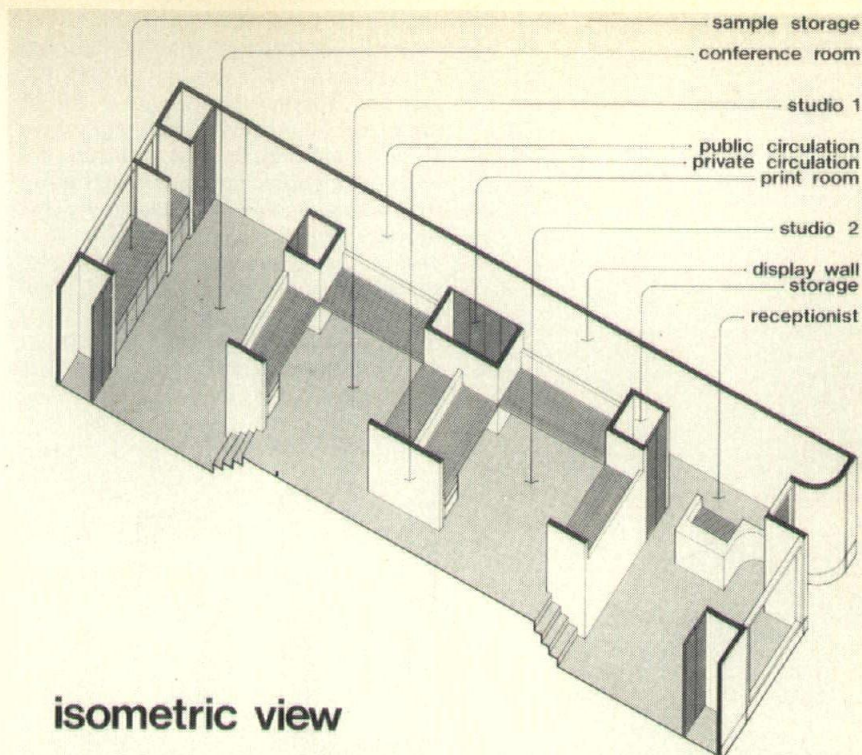 sample storage
conference room
studio 1
public circulation
private circulation
print room
studio 2
display wall
storage
receptionist
isometric view